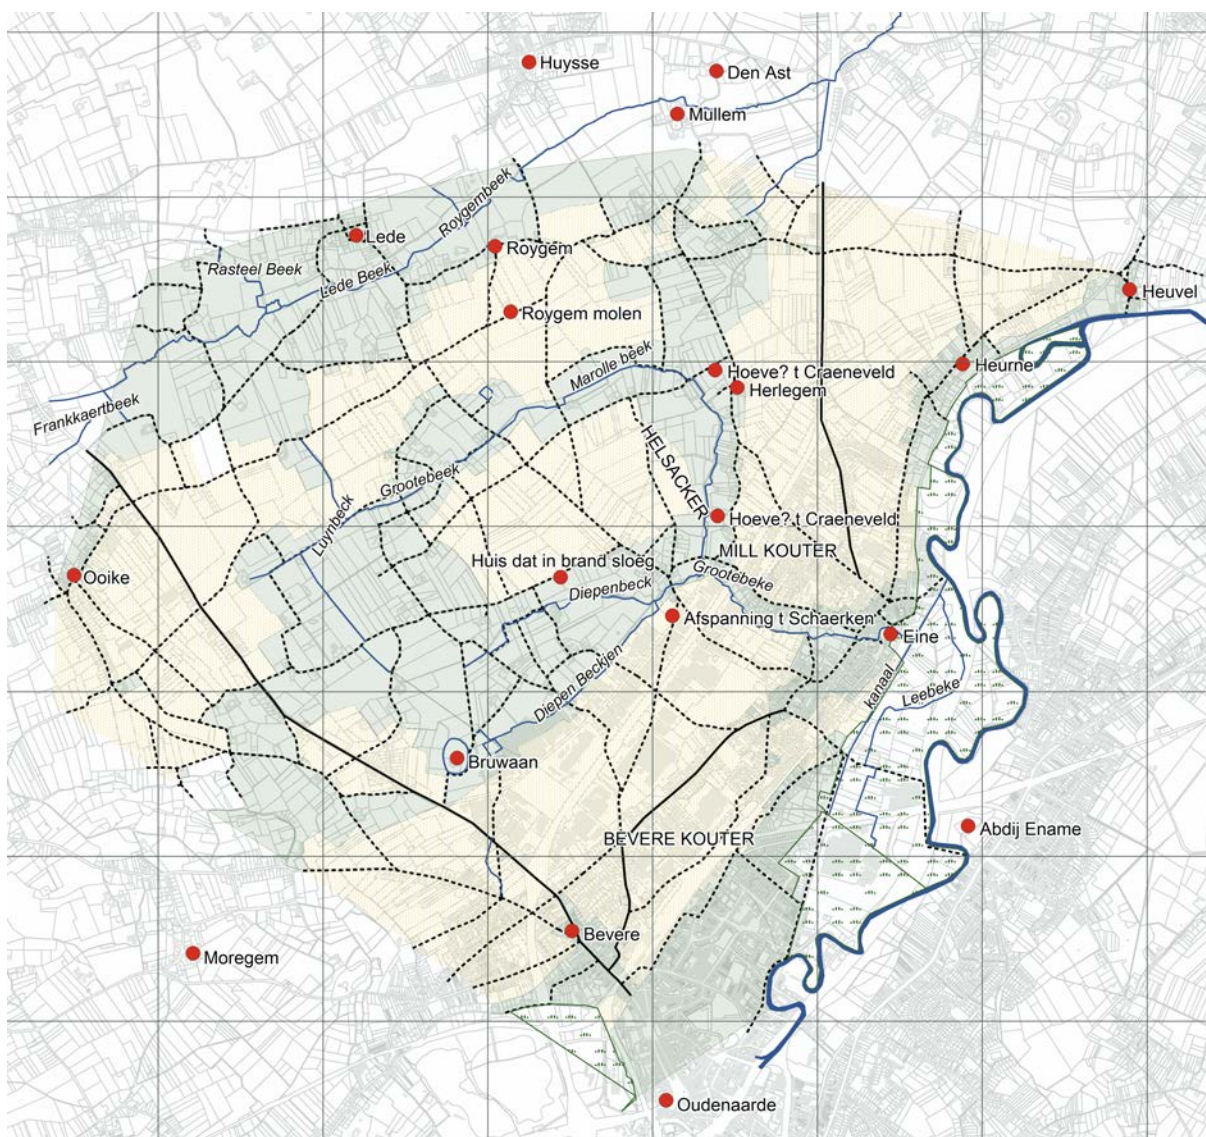 Huysse
Den Ast
Mullem
Roygembeek
Lede
Roygem
Rasteel Beek
Lede Beek
Heuvel
Roygem molen
Marolle beek
Hoeve? t Craeneveld
Heurne
Herlegem
Frankkaertbeek
HELSACKER
Grootebeek
Luynbeck
Hoeve? t Craeneveld
MILL KOUTER
Huis dat in brand sloeg
Grootebeke
Ooike
Diepenbeck
Afspanning t Schaerken
Eine
Diepen Beckjen
kanaal
Leebeke
Bruwaan
Abdij Ename
BEVERE KOUTER
Bevere
Moregem
Oudenaarde